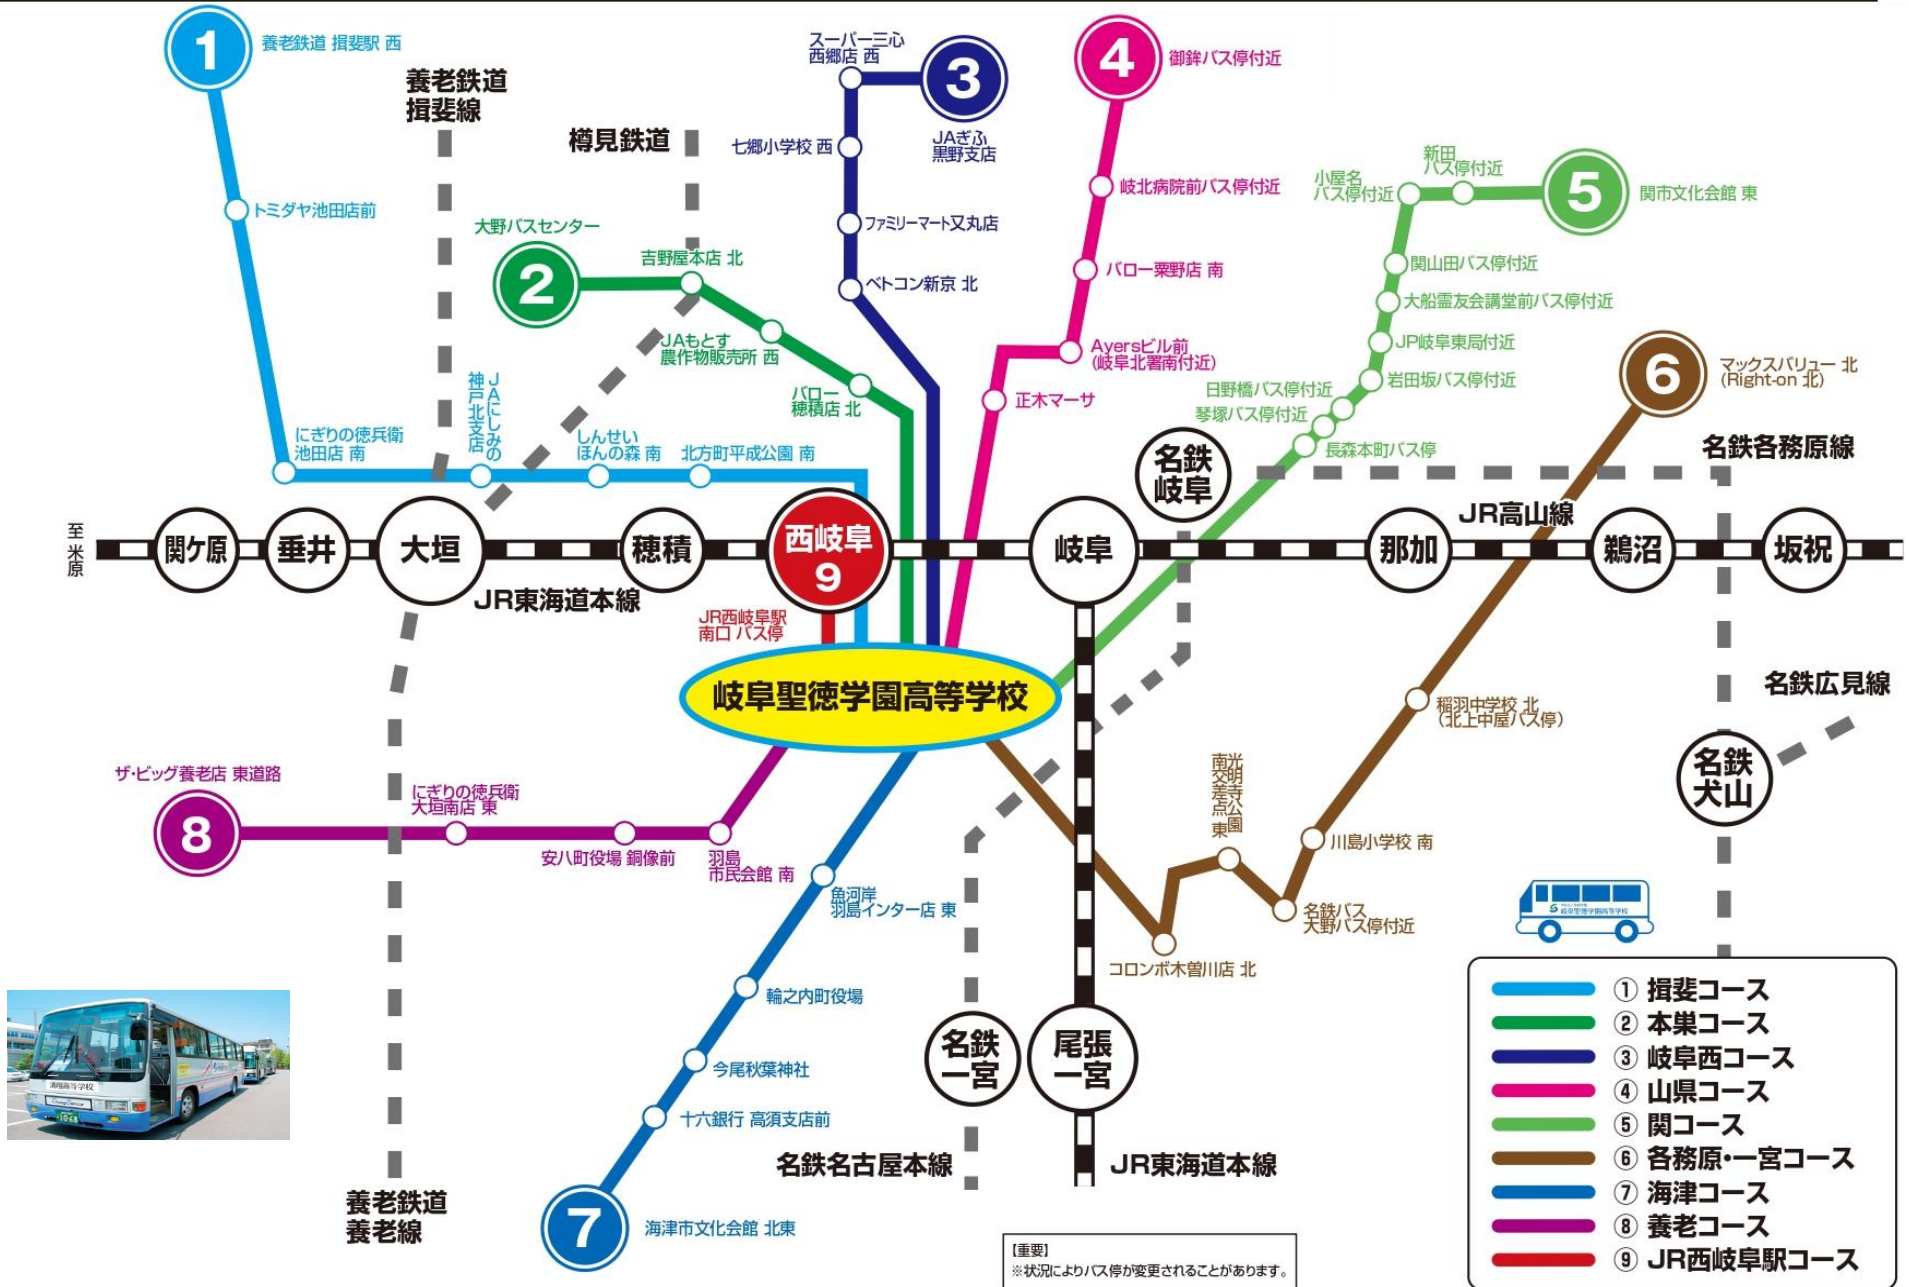 1
養老鉄道 揖斐駅 西
トミダヤ池田店前
にぎりの徳兵衛
池田店 南
JAにしみの
神戸北支店
しんせい
ほんの森 南
北方町平成公園 南
養老鉄道
揖斐線
樽見鉄道
大野バスセンター
2
吉野屋本店 北
JAもとす
農作物販売所 西
バロー
穂積店 北
スーパー三心
西郷店 西
3
JAぎふ
黒野支店
七郷小学校 西
ファミリーマート又丸店
ベトコン新京 北
4
御鉾バス停付近
岐北病院前バス停付近
バロー粟野店 南
Ayersビル前
(岐阜北署南付近)
正木マーサ
5
関市文化会館 東
新田
バス停付近
小屋名
バス停付近
関山田バス停付近
大船霊友会講堂前バス停付近
JP岐阜東局付近
岩田坂バス停付近
日野橋バス停付近
琴塚バス停付近
長森本町バス停
6
マックスバリュー 北
(Right-on 北)
名鉄
岐阜
名鉄各務原線
JR高山線
至米原
関ケ原
垂井
大垣
穂積
西岐阜
9
岐阜
那加
鵜沼
坂祝
JR東海道本線
JR西岐阜駅
南口 バス停
岐阜聖徳学園高等学校
名鉄広見線
稲羽中学校 北
(北上中屋バス停)
名鉄
犬山
光明寺公園
南交差点 東
川島小学校 南
名鉄バス
大野バス停付近
コロンボ木曽川店 北
ザ・ビッグ養老店 東道路
8
にぎりの徳兵衛
大垣南店 東
安八町役場 銅像前
羽島
市民会館 南
魚河岸
羽島インター店 東
輪之内町役場
今尾秋葉神社
十六銀行 高須支店前
7
海津市文化会館 北東
養老鉄道
養老線
名鉄
一宮
尾張
一宮
名鉄名古屋本線
JR東海道本線
岐阜聖徳学園高等学校
① 揖斐コース
② 本巣コース
③ 岐阜西コース
④ 山県コース
⑤ 関コース
⑥ 各務原・一宮コース
⑦ 海津コース
⑧ 養老コース
⑨ JR西岐阜駅コース
【重要】
※状況によりバス停が変更されることがあります。